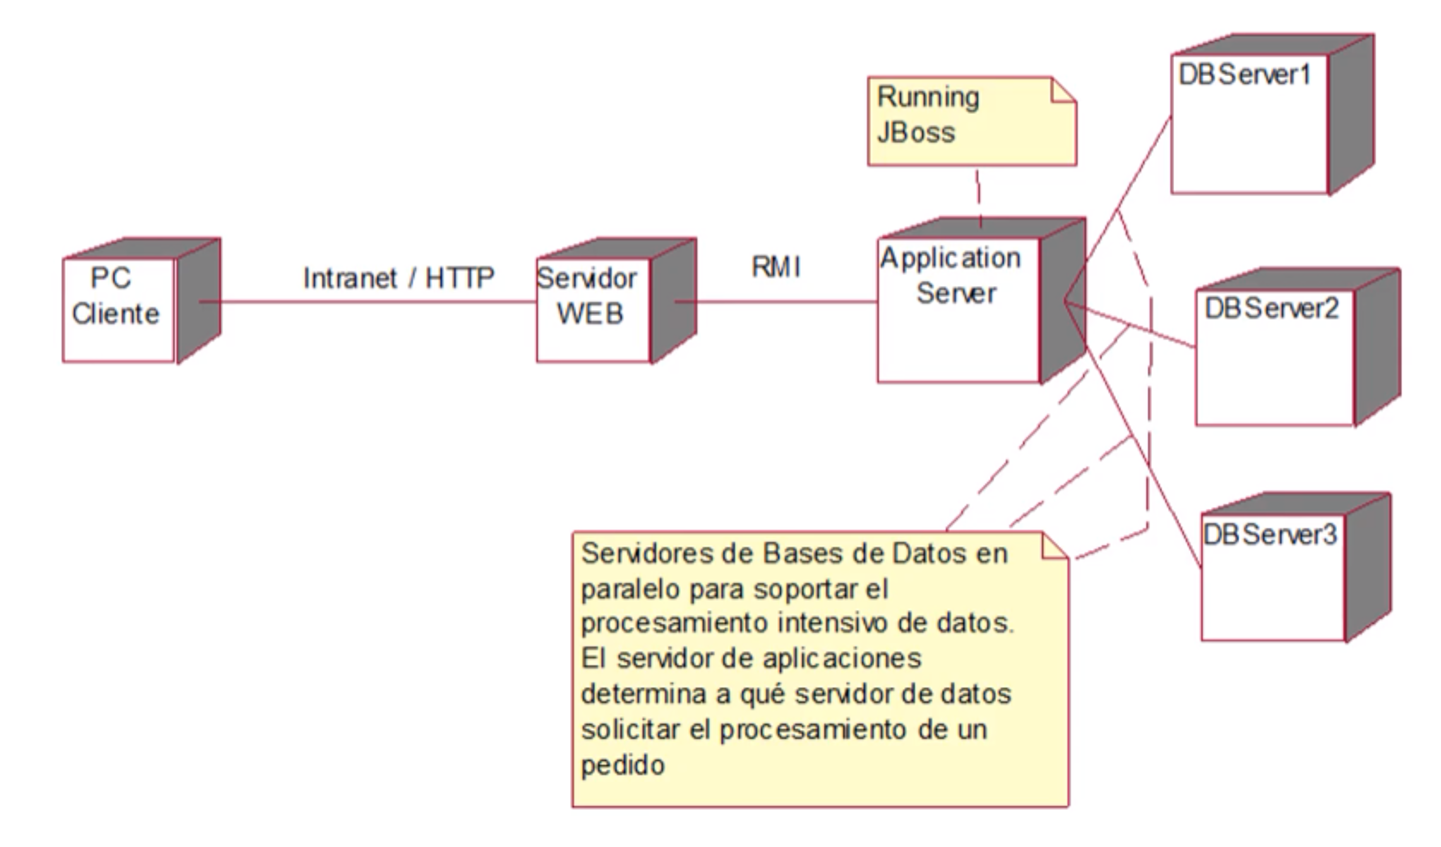 DBServer1
Running
JBoss
PC
Cliente
Intranet / HTTP
Servidor
WEB
RMI
Application
Server
DBServer2
DBServer3
Servidores de Bases de Datos en
paralelo para soportar el
procesamiento intensivo de datos.
El servidor de aplicaciones
determina a qué servidor de datos
solicitar el procesamiento de un
pedido